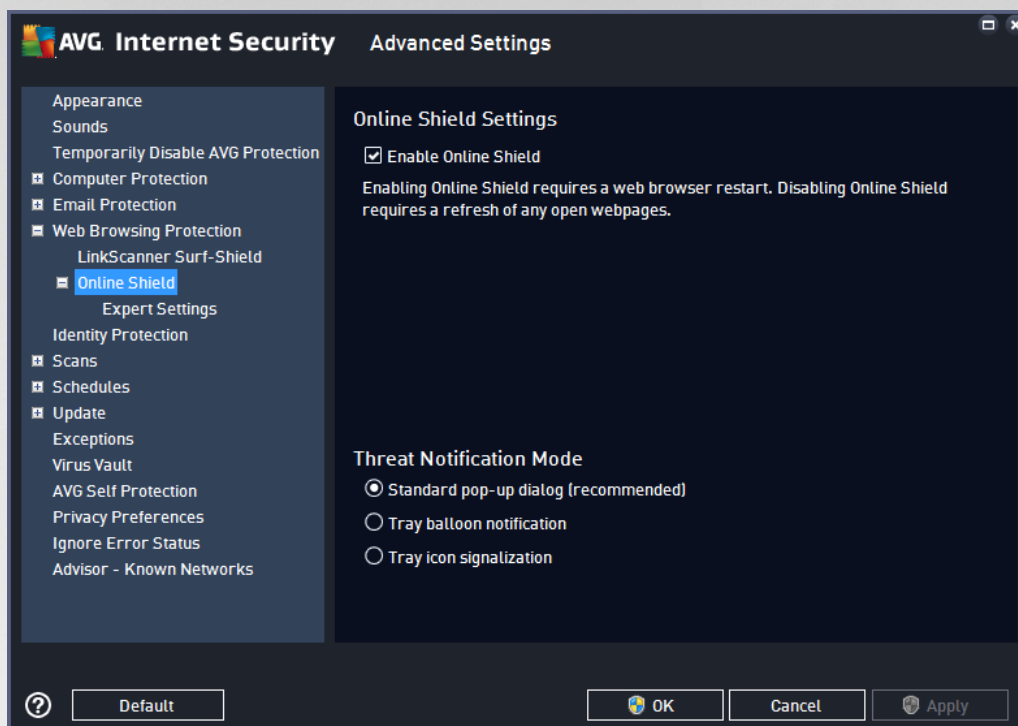 AVG. Internet Security Advanced Settings
Appearance
Sounds
Temporarily Disable AVG Protection
Computer Protection
Email Protection
Web Browsing Protection
LinkScanner Surf-Shield
Online Shield
Expert Settings
Identity Protection
Scans
Schedules
Update
Exceptions
Virus Vault
AVG Self Protection
Privacy Preferences
Ignore Error Status
Advisor - Known Networks
Online Shield Settings
Enable Online Shield
Enabling Online Shield requires a web browser restart. Disabling Online Shield
requires a refresh of any open webpages.
Threat Notification Mode
Standard pop-up dialog (recommended)
Tray balloon notification
Tray icon signalization
? Default OK Cancel Apply